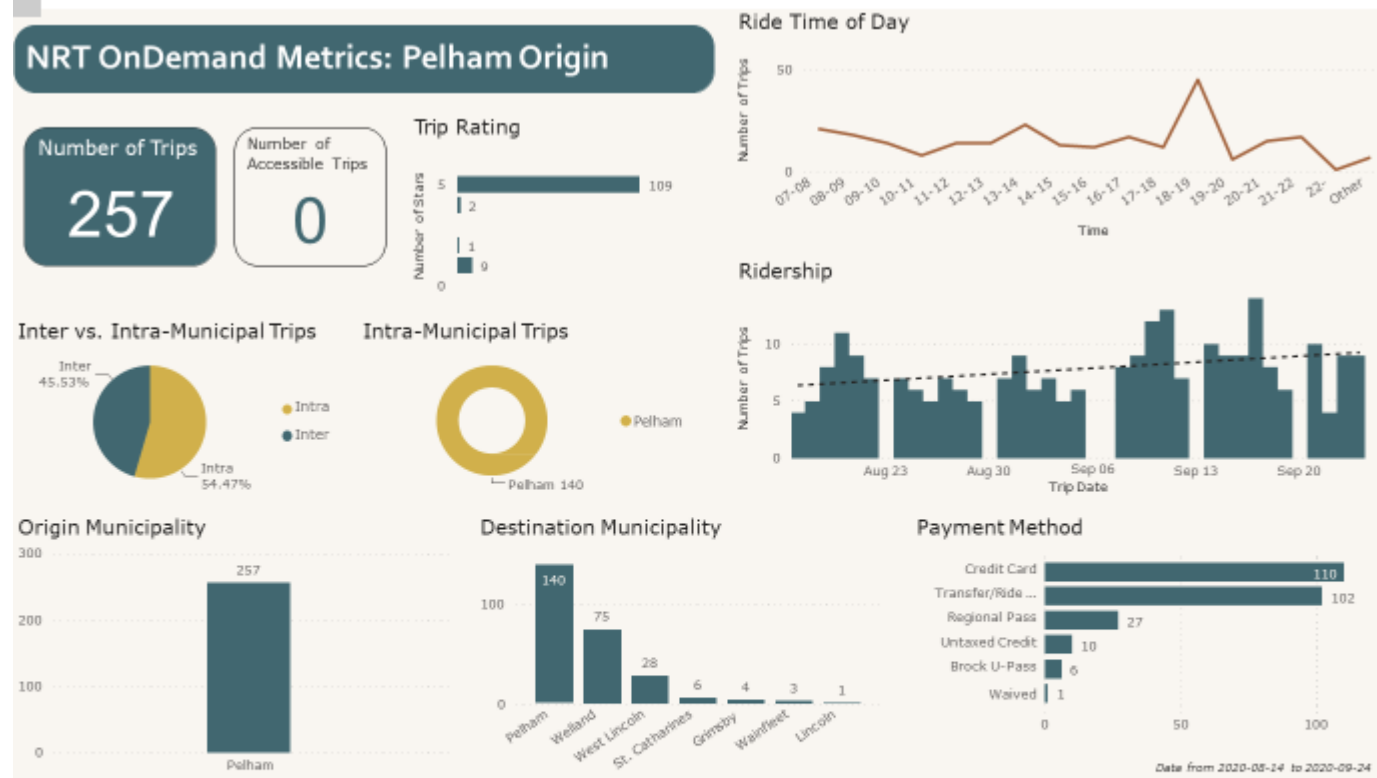 NRT OnDemand Metrics: Pelham Origin
Number of Trips
257
Number of
Accessible Trips
0
Trip Rating
Number of Stars
5
0
109
2
1
9
Ride Time of Day
Number of Trips
50
0
07-08
08-09
09-10
10-11
11-12
12-13
13-14
14-15
15-16
16-17
17-18
18-19
19-20
20-21
21-22
22-
Other
Time
Ridership
Number of Trips
10
5
0
Aug 23
Aug 30
Sep 06
Sep 13
Sep 20
Trip Date
Inter vs. Intra-Municipal Trips
Inter
45.53%
Intra
54.47%
Intra
Inter
Intra-Municipal Trips
Pelham 140
Pelham
Origin Municipality
300
200
100
0
257
Pelham
Destination Municipality
100
0
140
75
28
6
4
3
1
Pelham
Welland
West Lincoln
St. Catharines
Grimsby
Wainfleet
Lincoln
Payment Method
Credit Card
110
Transfer/Ride ...
102
Regional Pass
27
Untaxed Credit
10
Brock U-Pass
6
Waived
1
0
50
100
Data from 2020-08-14 to 2020-09-24